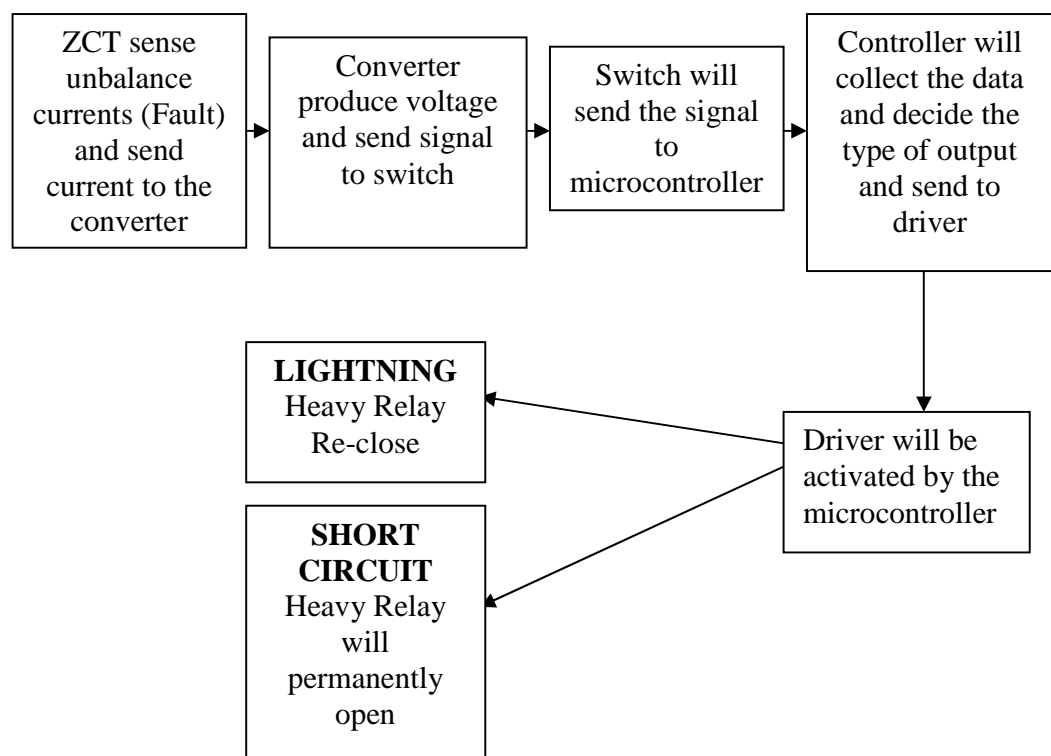 ZCT sense
unbalance
currents (Fault)
and send
current to the
converter
Converter
produce voltage
and send signal
to switch
Switch will
send the signal
to
microcontroller
Controller will
collect the data
and decide the
type of output
and send to
driver
LIGHTNING
Heavy Relay
Re-close
Driver will be
activated by the
microcontroller
SHORT
CIRCUIT
Heavy Relay
will
permanently
open